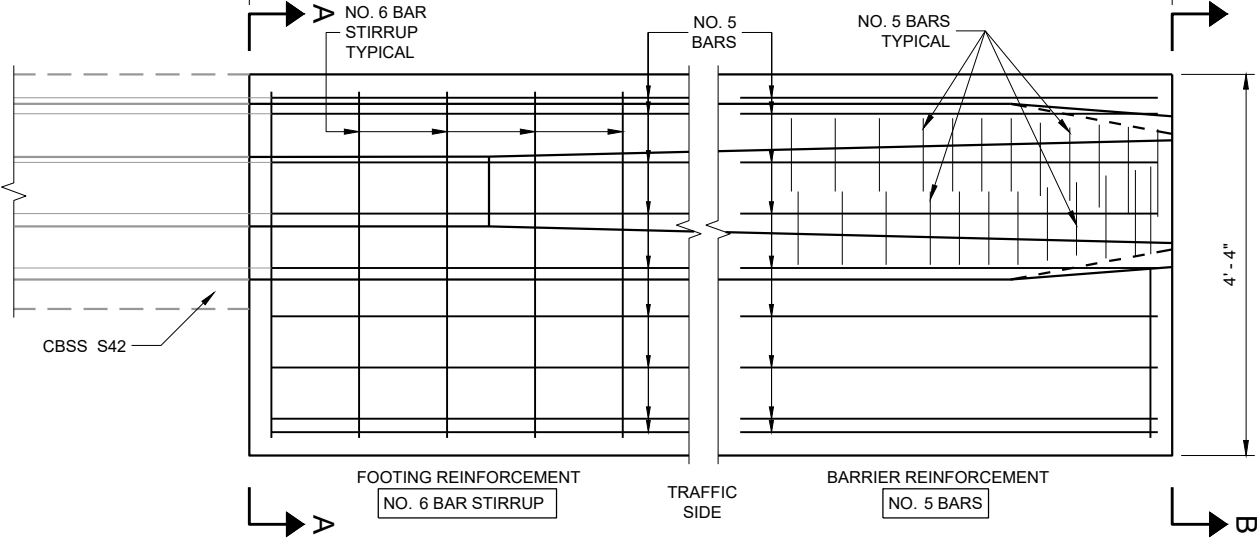 A
NO. 6 BAR
STIRRUP
TYPICAL
NO. 5
BARS
NO. 5 BARS
TYPICAL
4' - 4"
CBSS S42
FOOTING REINFORCEMENT
NO. 6 BAR STIRRUP
TRAFFIC
SIDE
BARRIER REINFORCEMENT
NO. 5 BARS
A
B